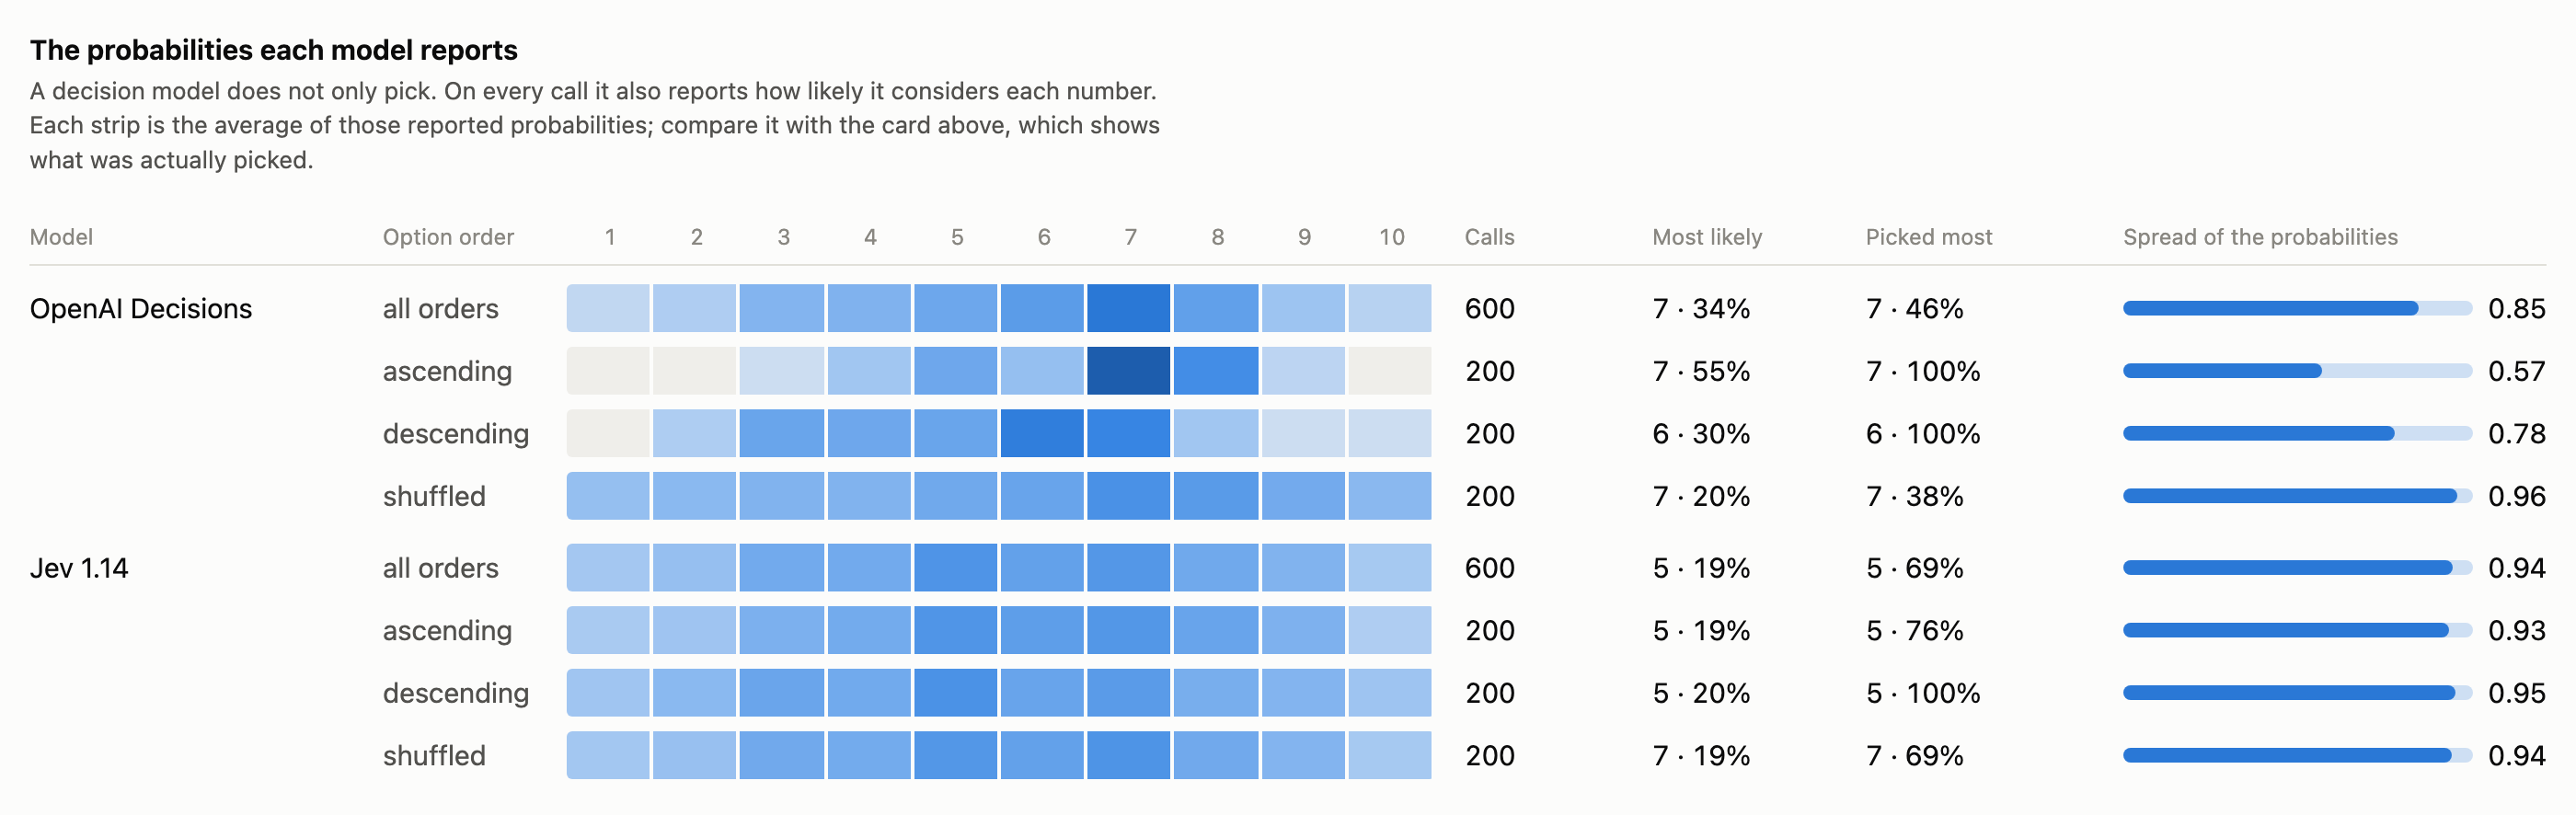 The probabilities each model reports
A decision model does not only pick. On every call it also reports how likely it considers each number.
Each strip is the average of those reported probabilities; compare it with the card above, which shows
what was actually picked.
Model Option order 1 2 3 4 5 6 7 8 9 10 Calls Most likely Picked most Spread of the probabilities
OpenAI Decisions all orders 600 7 · 34% 7 · 46% 0.85
ascending 200 7 · 55% 7 · 100% 0.57
descending 200 6 · 30% 6 · 100% 0.78
shuffled 200 7 · 20% 7 · 38% 0.96
Jev 1.14 all orders 600 5 · 19% 5 · 69% 0.94
ascending 200 5 · 19% 5 · 76% 0.93
descending 200 5 · 20% 5 · 100% 0.95
shuffled 200 7 · 19% 7 · 69% 0.94